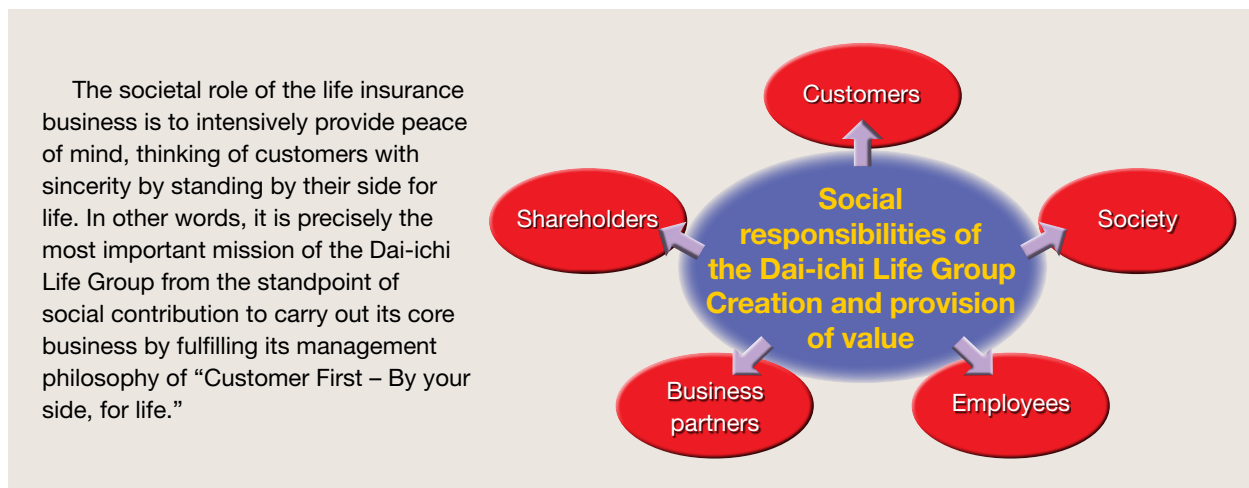 The societal role of the life insurance
business is to intensively provide peace
of mind, thinking of customers with
sincerity by standing by their side for
life. In other words, it is precisely the
most important mission of the Dai-ichi
Life Group from the standpoint of
social contribution to carry out its core
business by fulfilling its management
philosophy of “Customer First – By your
side, for life.”
Customers
Shareholders
Society
Social
responsibilities of
the Dai-ichi Life Group
Creation and provision
of value
Business
partners
Employees